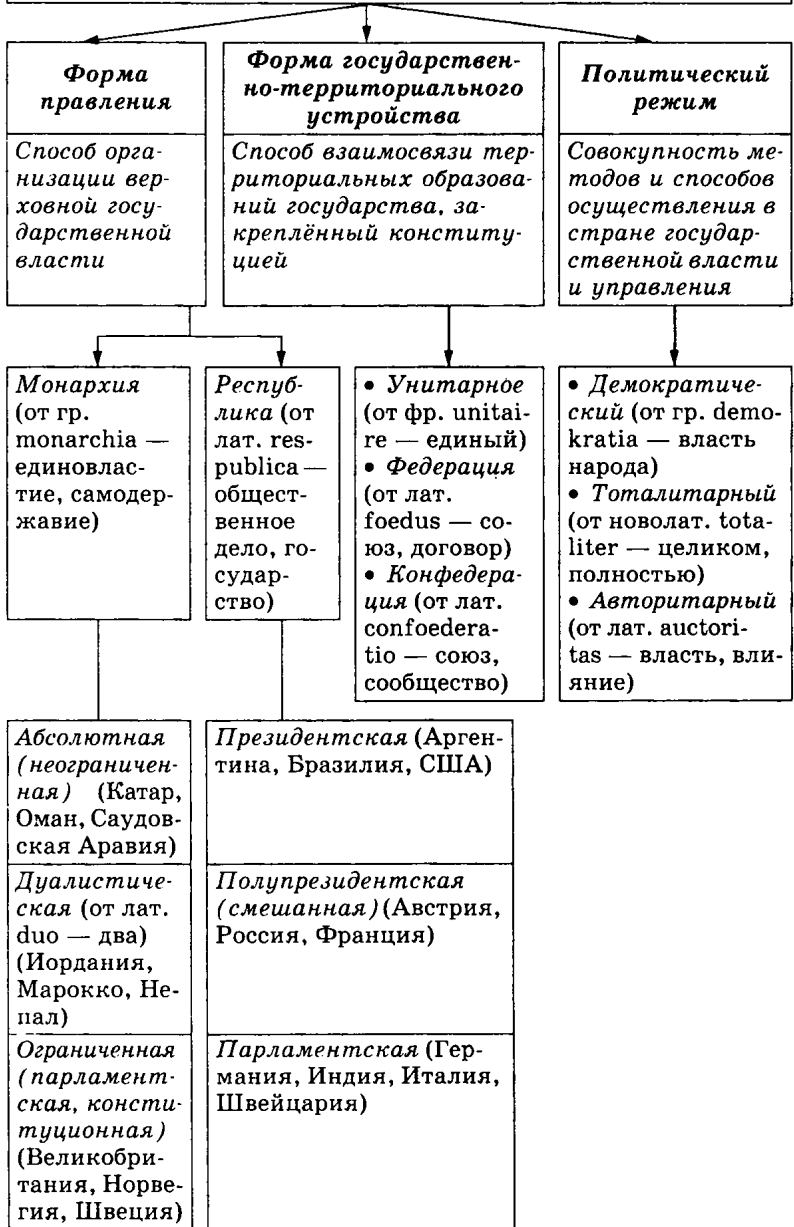 Форма
правления
Форма государствен-
но-территориального
устройства
Политический
режим
Способ орга-
низации вер-
ховной госу-
дарственной
власти
Способ взаимосвязи тер-
риториальных образова-
ний государства, за-
креплённый конститу-
цией
Совокупность ме-
тодов и способов
осуществления в
стране государ-
ственной власти
и управления
Монархия
(от гр.
monarchia —
единовлас-
тие, самодер-
жавие)
Респуб-
лика (от
лат. res-
publica —
общест-
венное
дело, го-
судар-
ство)
• Унитарное
(от фр. unitai-
re — единый)
• Федерация
(от лат.
foedus — со-
юз, договор)
• Конфедера-
ция (от лат.
confoedera-
tio — союз,
сообщество)
• Демократиче-
ский (от гр. demo-
kratia — власть
народа)
• Тоталитарный
(от новолат. tota-
liter — целиком,
полностью)
• Авторитарный
(от лат. auctori-
tas — власть, вли-
яние)
Абсолютная
(неограничен-
ная) (Катар,
Оман, Саудов-
ская Аравия)
Дуалистиче-
ская (от лат.
duo — два)
(Иордания,
Марокко, Не-
пал)
Ограниченная
(парламент-
ская, консти-
туционная)
(Великобри-
тания, Норве-
гия, Швеция)
Президентская (Арген-
тина, Бразилия, США)
Полупрезидентская
(смешанная) (Австрия,
Россия, Франция)
Парламентская (Гер-
мания, Индия, Италия,
Швейцария)